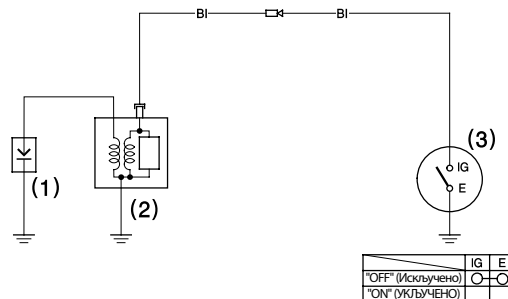 Bl Bl
(1)
(2)
(3)
IG
E
IG E
"OFF" (Искључено)
"ON" (УКЉУЧЕНО)